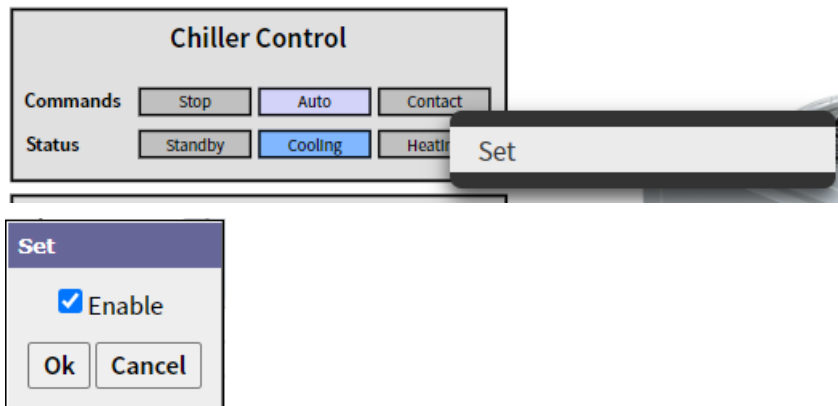 Chiller Control
Commands Stop Auto Contact
Status Standby Cooling
Set
Set
Enable
Ok Cancel